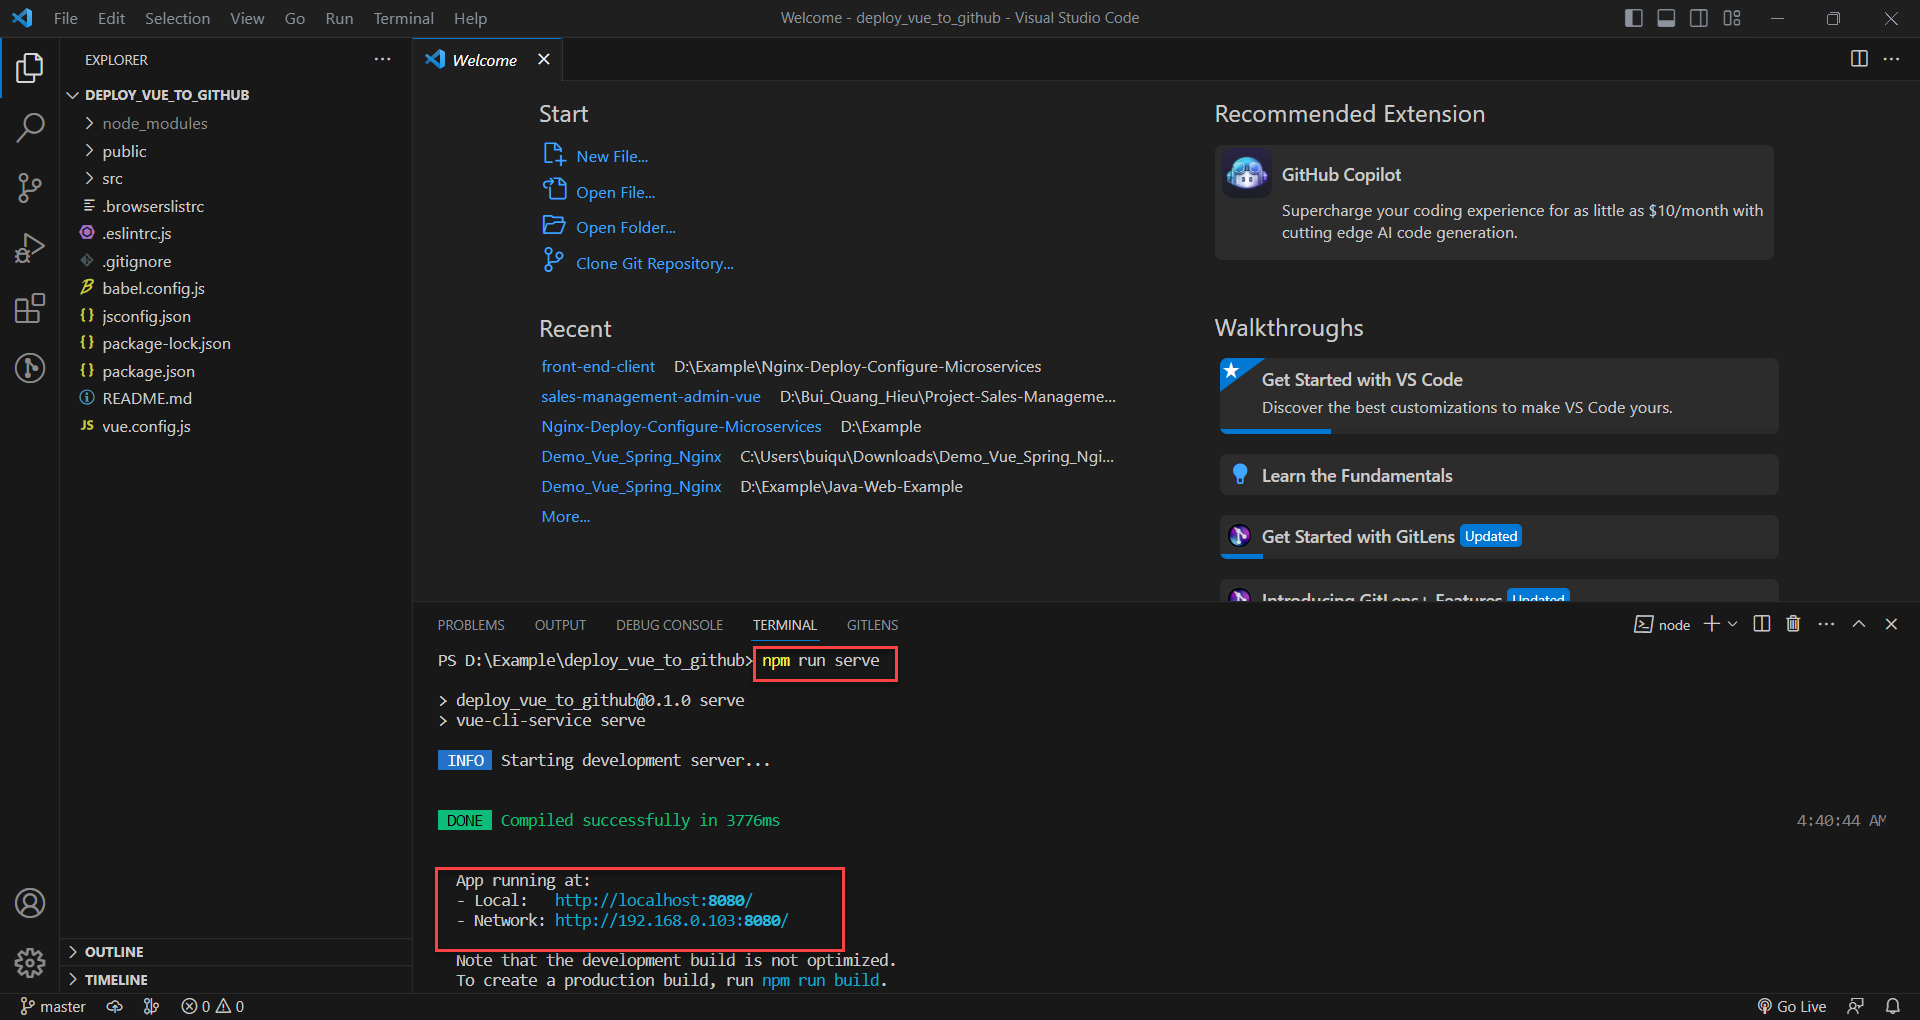 File Edit Selection View Go Run Terminal Help
Welcome - deploy_vue_to_github - Visual Studio Code
EXPLORER
DEPLOY_VUE_TO_GITHUB
node_modules
public
src
.browserslistrc
.eslintrc.js
.gitignore
babel.config.js
jsconfig.json
package-lock.json
package.json
README.md
JS vue.config.js
OUTLINE
TIMELINE
Welcome
Start
New File...
Open File...
Open Folder...
Clone Git Repository...
Recent
front-end-client D:\Example\Nginx-Deploy-Configure-Microservices
sales-management-admin-vue D:\Bui_Quang_Hieu\Project-Sales-Manageme...
Nginx-Deploy-Configure-Microservices D:\Example
Demo_Vue_Spring_Nginx C:\Users\buiqu\Downloads\Demo_Vue_Spring_Ngi...
Demo_Vue_Spring_Nginx D:\Example\Java-Web-Example
More...
Recommended Extension
GitHub Copilot
Supercharge your coding experience for as little as $10/month with
cutting edge AI code generation.
Walkthroughs
Get Started with VS Code
Discover the best customizations to make VS Code yours.
Learn the Fundamentals
Get Started with GitLens Updated
Introducing GitLens+ Features Updated
PROBLEMS OUTPUT DEBUG CONSOLE TERMINAL GITLENS
node
PS D:\Example\deploy_vue_to_github> npm run serve
> deploy_vue_to_github@0.1.0 serve
> vue-cli-service serve
INFO Starting development server...
DONE Compiled successfully in 3776ms 4:40:44 AM
App running at:
- Local: http://localhost:8080/
- Network: http://192.168.0.103:8080/
Note that the development build is not optimized.
To create a production build, run npm run build.
master 0 0 Go Live